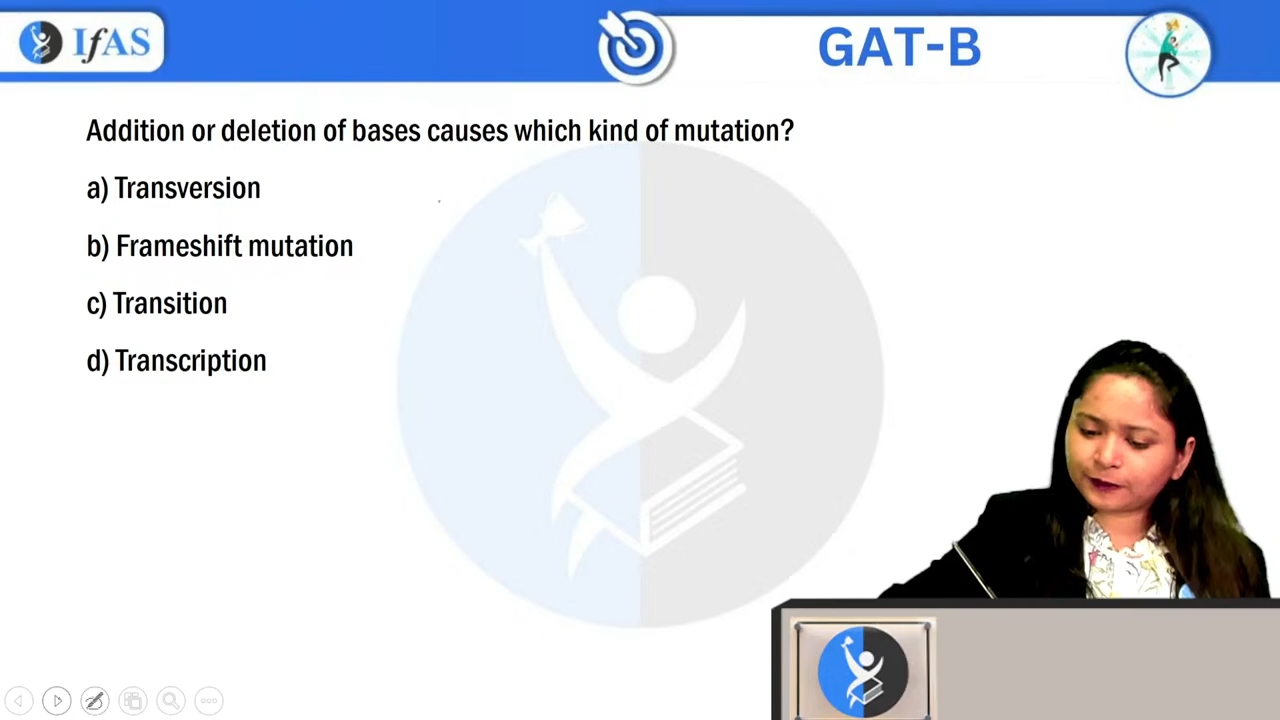 IfAS
GAT-B
Addition or deletion of bases causes which kind of mutation?
a) Transversion
b) Frameshift mutation
c) Transition
d) Transcription